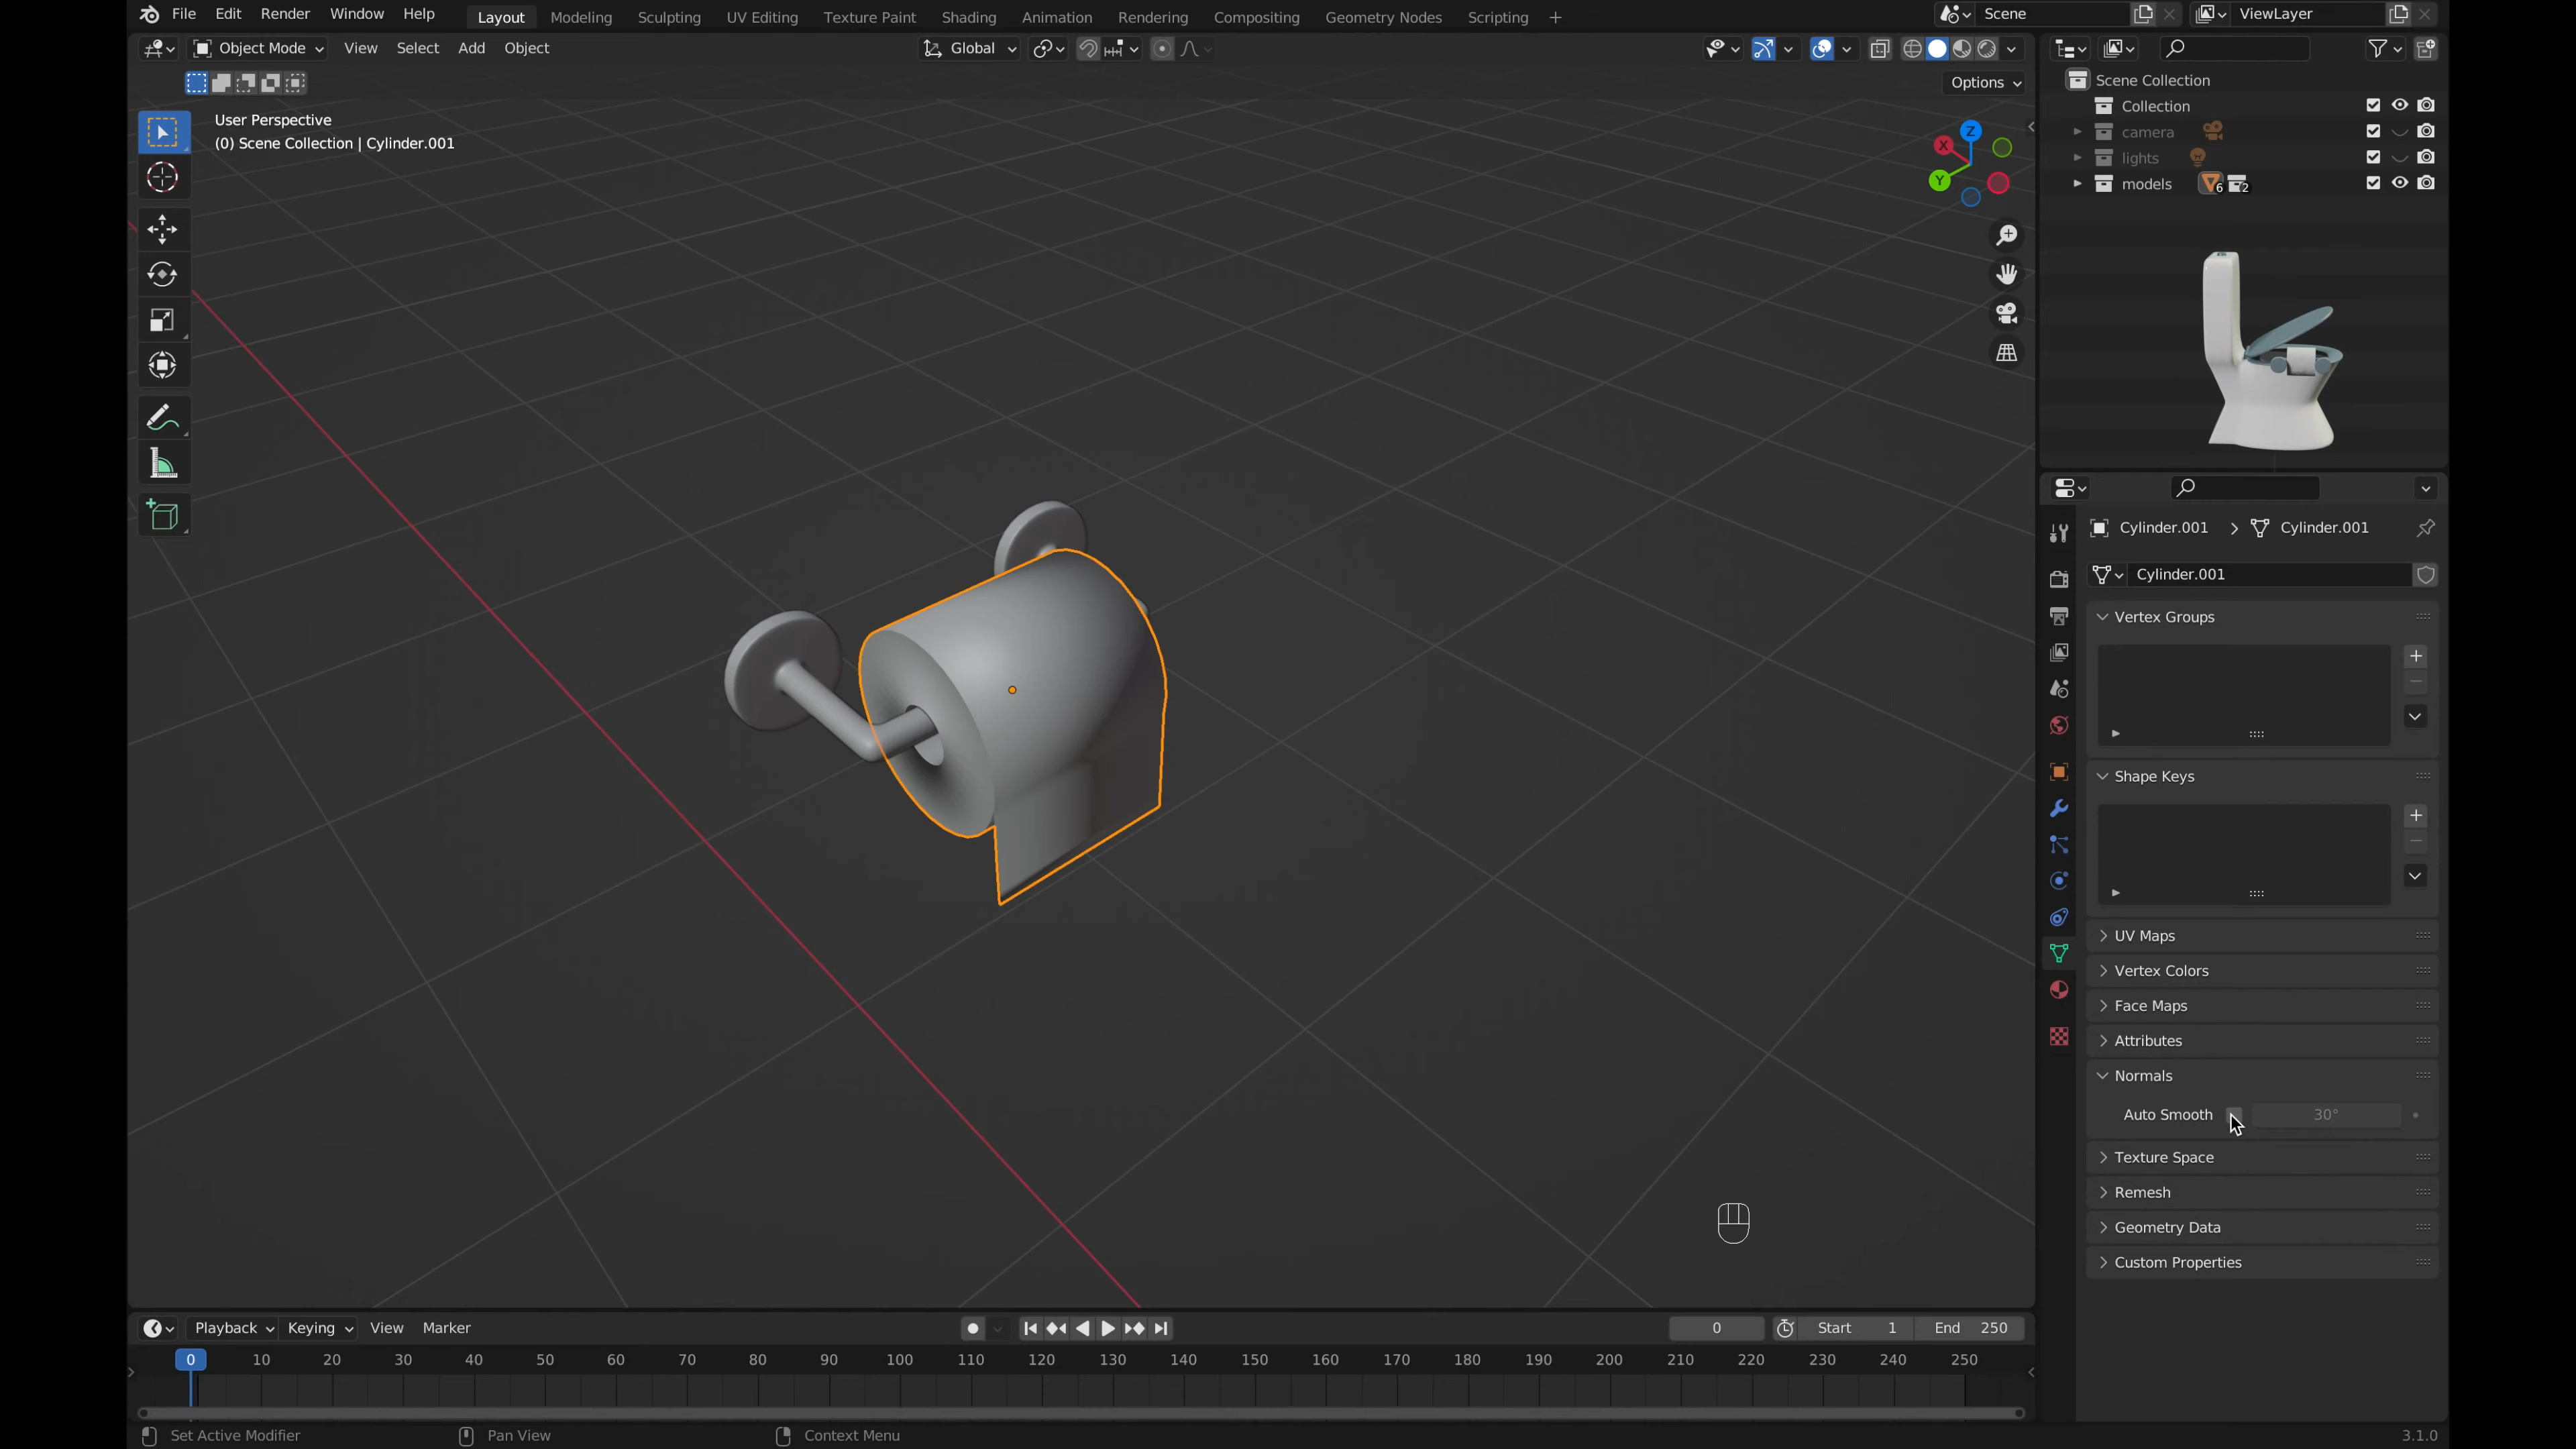 File Edit Render Window Help Layout Modeling Sculpting UV Editing Texture Paint Shading Animation Rendering Compositing Geometry Nodes Scripting + Scene ViewLayer
Object Mode View Select Add Object Global
Options
User Perspective
(0) Scene Collection | Cylinder.001
X
Y
Z
Scene Collection
Collection
camera
lights
models 6 2
Cylinder.001 > Cylinder.001
Cylinder.001
Vertex Groups
Shape Keys
UV Maps
Vertex Colors
Face Maps
Attributes
Normals
Auto Smooth 30°
Texture Space
Remesh
Geometry Data
Custom Properties
Playback Keying View Marker 0 Start 1 End 250
0 10 20 30 40 50 60 70 80 90 100 110 120 130 140 150 160 170 180 190 200 210 220 230 240 250
Set Active Modifier Pan View Context Menu 3.1.0